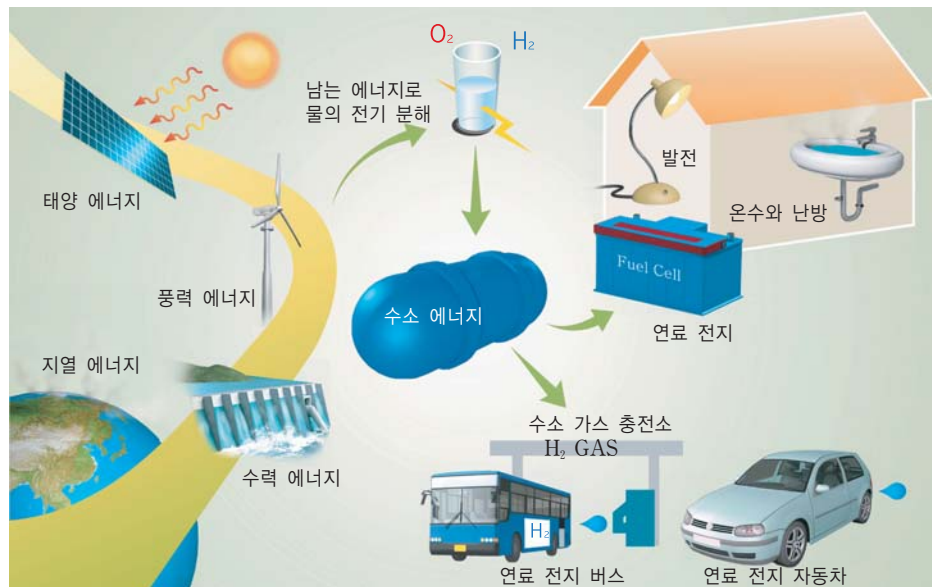 O₂ H₂
남는 에너지로
물의 전기 분해
태양 에너지
풍력 에너지
지열 에너지
수력 에너지
수소 에너지
발전
온수와 난방
Fuel Cell
연료 전지
수소 가스 충전소
H₂ GAS
H₂
연료 전지 버스
연료 전지 자동차